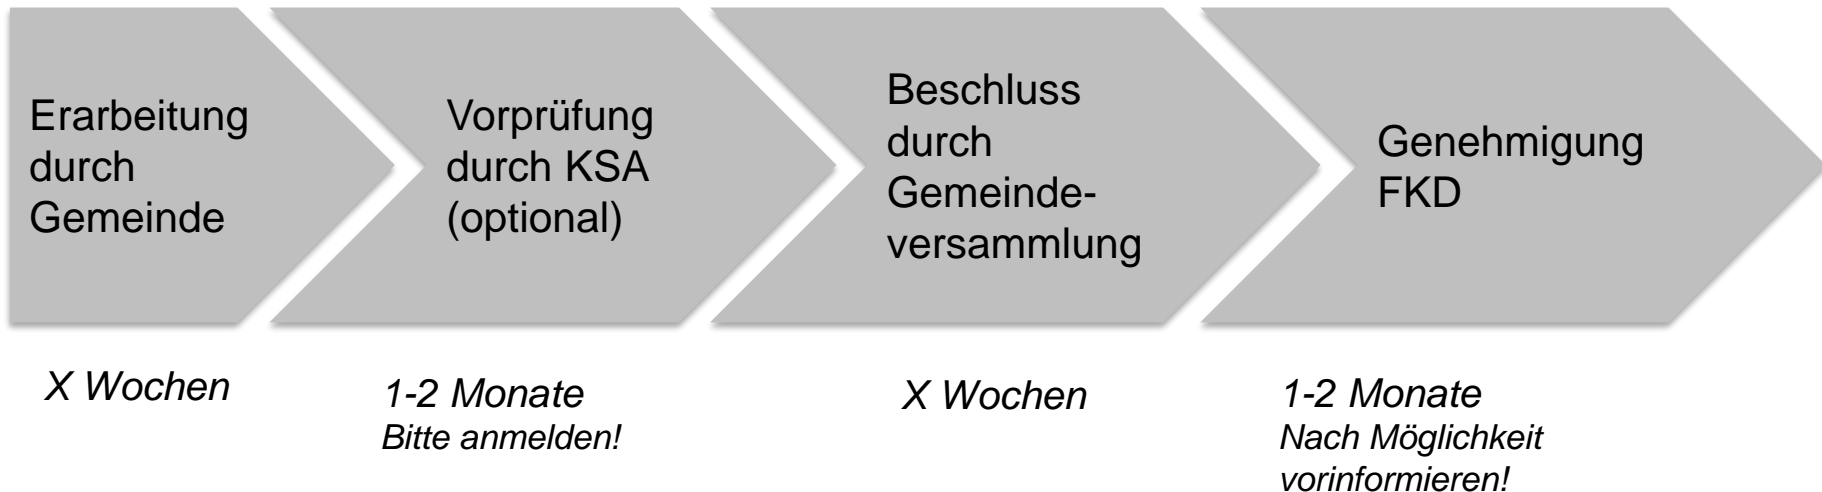 Erarbeitung
durch
Gemeinde
Vorprüfung
durch KSA
(optional)
Beschluss
durch
Gemeinde-
versammlung
Genehmigung
FKD
X Wochen
1-2 Monate
Bitte anmelden!
X Wochen
1-2 Monate
Nach Möglichkeit
vorinformieren!